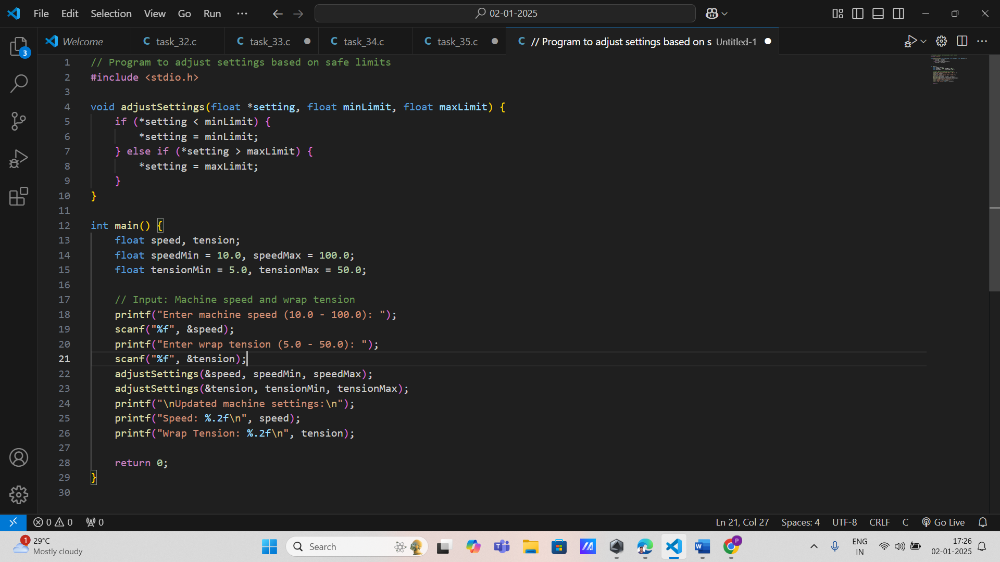 File Edit Selection View Go Run ··· 02-01-2025
Welcome C task_32.c C task_33.c C task_34.c C task_35.c C // Program to adjust settings based on s Untitled-1
3
1 // Program to adjust settings based on safe limits
2 #include <stdio.h>
3
4 void adjustSettings(float *setting, float minLimit, float maxLimit) {
5 if (*setting < minLimit) {
6 *setting = minLimit;
7 } else if (*setting > maxLimit) {
8 *setting = maxLimit;
9 }
10 }
11
12 int main() {
13 float speed, tension;
14 float speedMin = 10.0, speedMax = 100.0;
15 float tensionMin = 5.0, tensionMax = 50.0;
16
17 // Input: Machine speed and wrap tension
18 printf("Enter machine speed (10.0 - 100.0): ");
19 scanf("%f", &speed);
20 printf("Enter wrap tension (5.0 - 50.0): ");
21 scanf("%f", &tension);
22 adjustSettings(&speed, speedMin, speedMax);
23 adjustSettings(&tension, tensionMin, tensionMax);
24 printf("\nUpdated machine settings:\n");
25 printf("Speed: %.2f\n", speed);
26 printf("Wrap Tension: %.2f\n", tension);
27
28 return 0;
29 }
30
0 0 0 Ln 21, Col 27 Spaces: 4 UTF-8 CRLF C Go Live
1 29°C
Mostly cloudy
Search
P
ENG
IN
17:26
02-01-2025